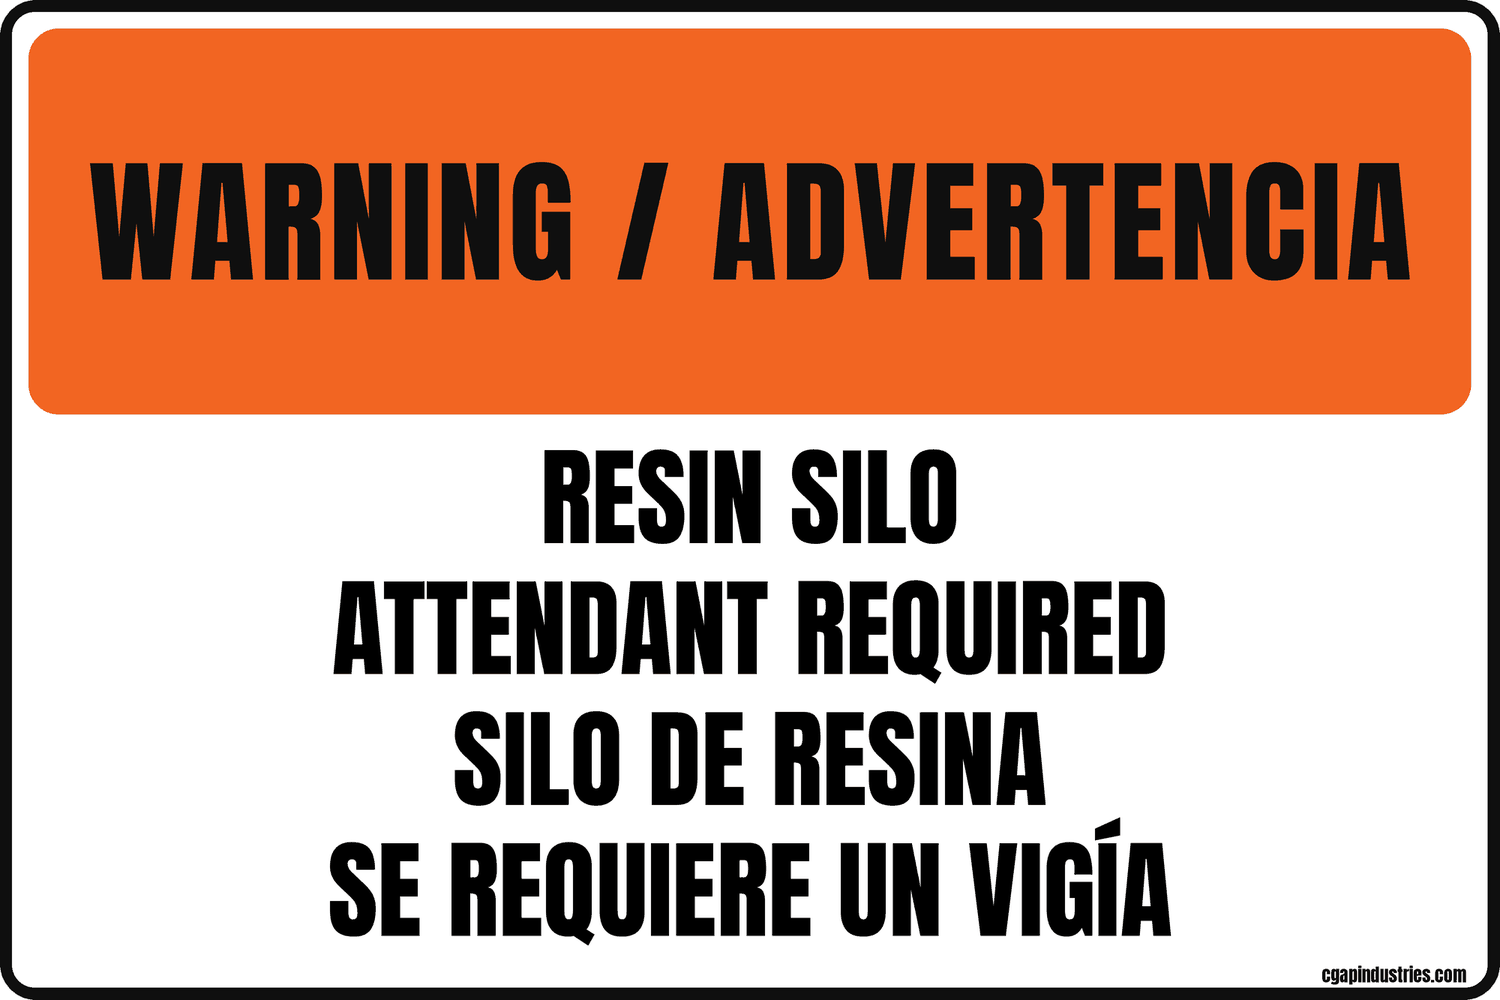 WARNING / ADVERTENCIA
RESIN SILO
ATTENDANT REQUIRED
SILO DE RESINA
SE REQUIERE UN VIGÍA
cgapindustries.com